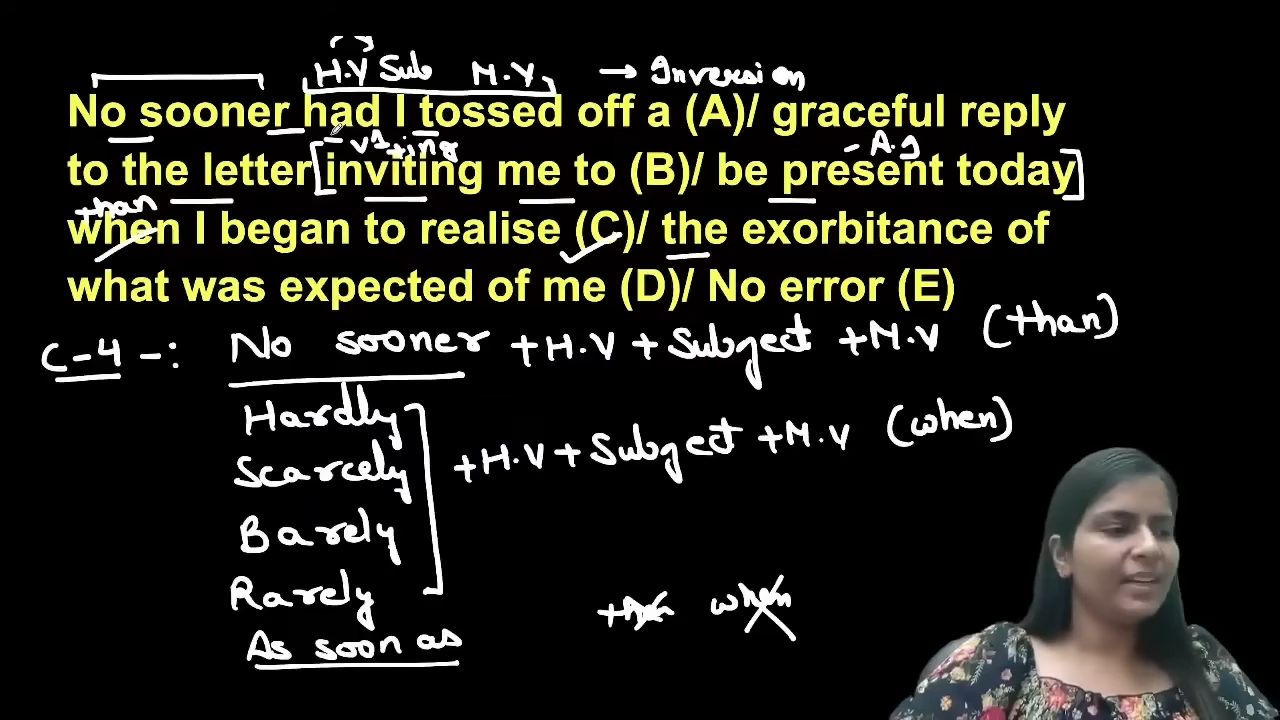 H.V Sub M.V → Inversion
No sooner had I tossed off a (A)/ graceful reply
v1+ing - A.J
to the letter [inviting me to (B)/ be present today]
than
when I began to realise (C)/ the exorbitance of
what was expected of me (D)/ No error (E)
C-4 -: No sooner + H.V + Subject + M.V (than)
Hardly
Scarcely + H.V + Subject + M.V (when)
Barely
Rarely
As soon as
than when